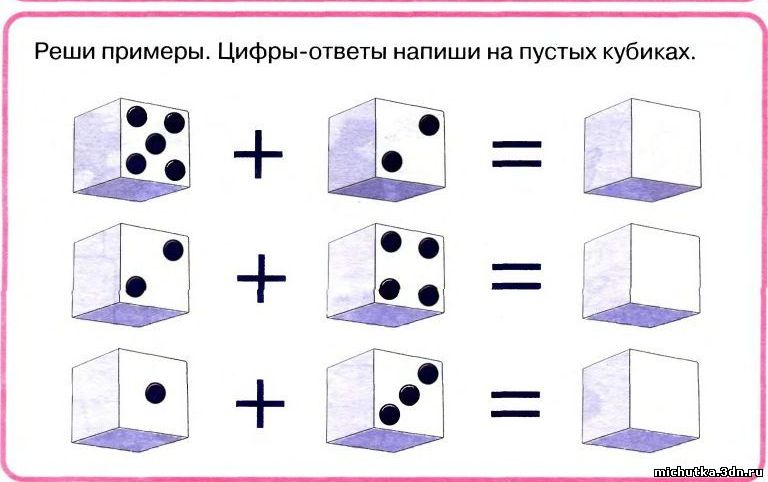 Реши примеры. Цифры-ответы напиши на пустых кубиках.
+ =
+ =
+ =
michutka.3dn.ru